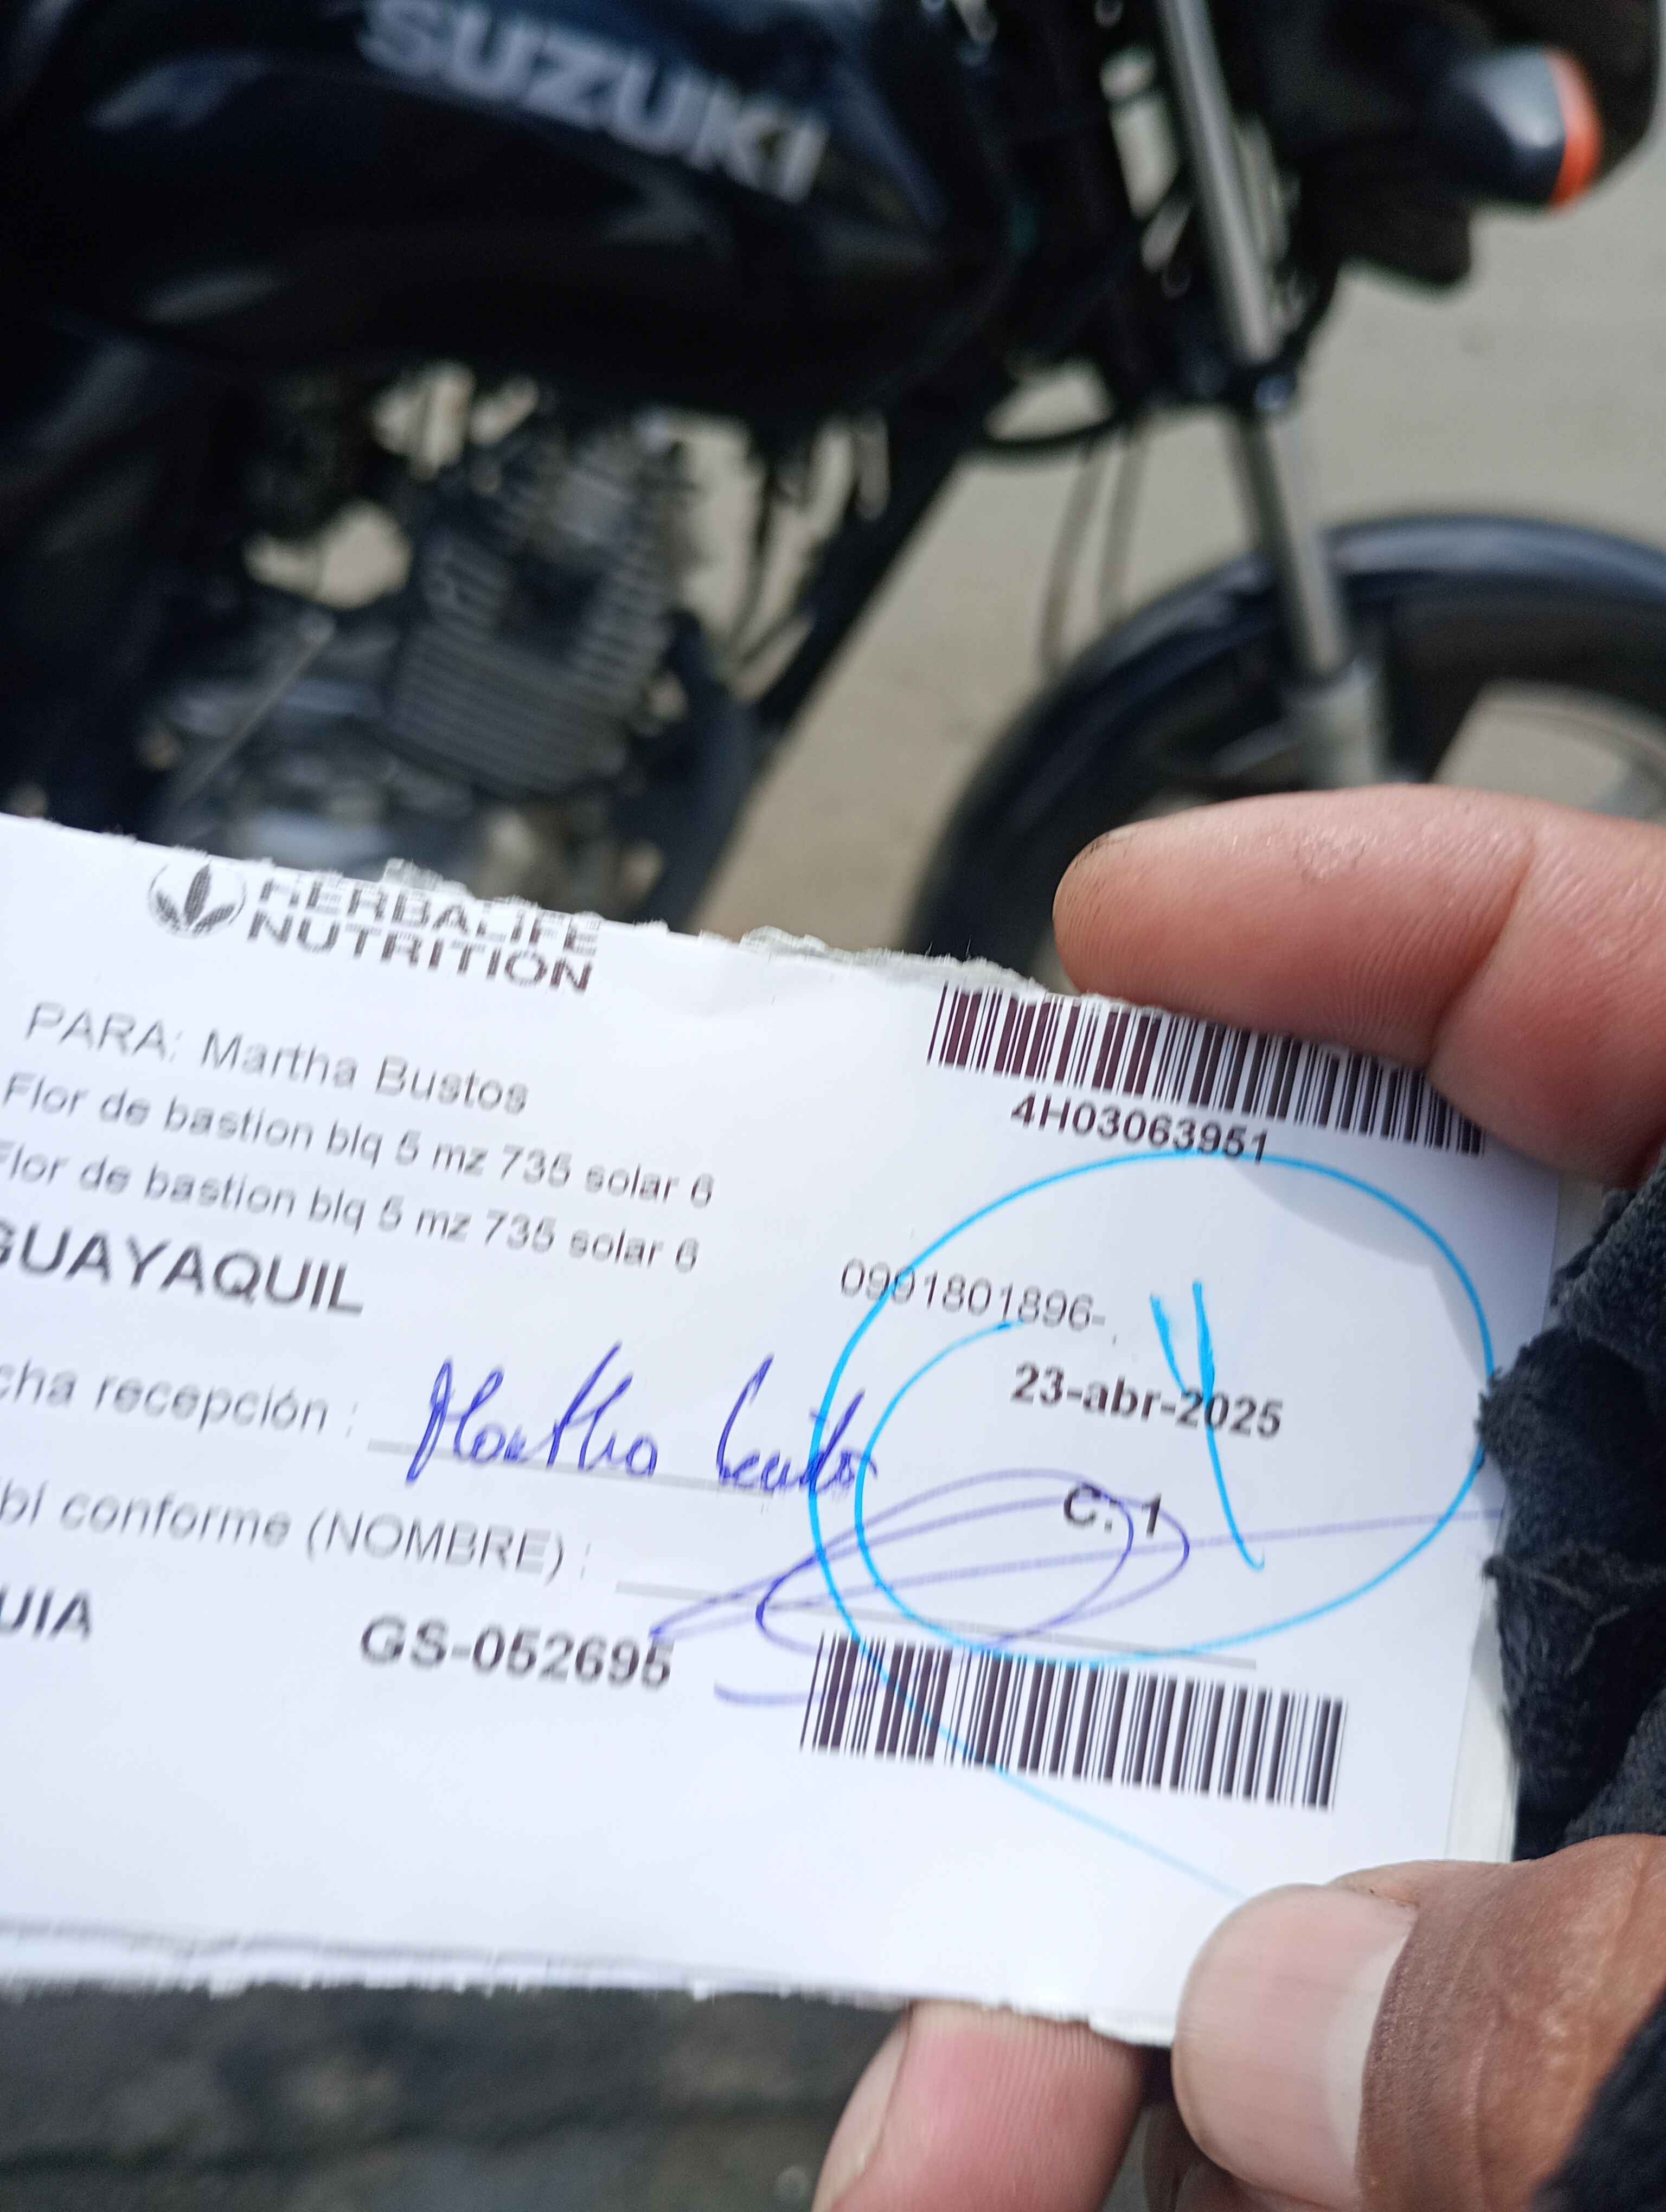 SUZUKI
HERBALIFE
NUTRITION
4H03063951
PARA: Martha Bustos
Flor de bastion blq 5 mz 735 solar 6
Flor de bastion blq 5 mz 735 solar 6
GUAYAQUIL
0991801896-
4
23-abr-2025
cha recepción :
Martha
C: 1
bí conforme (NOMBRE) :
UIA
GS-052695